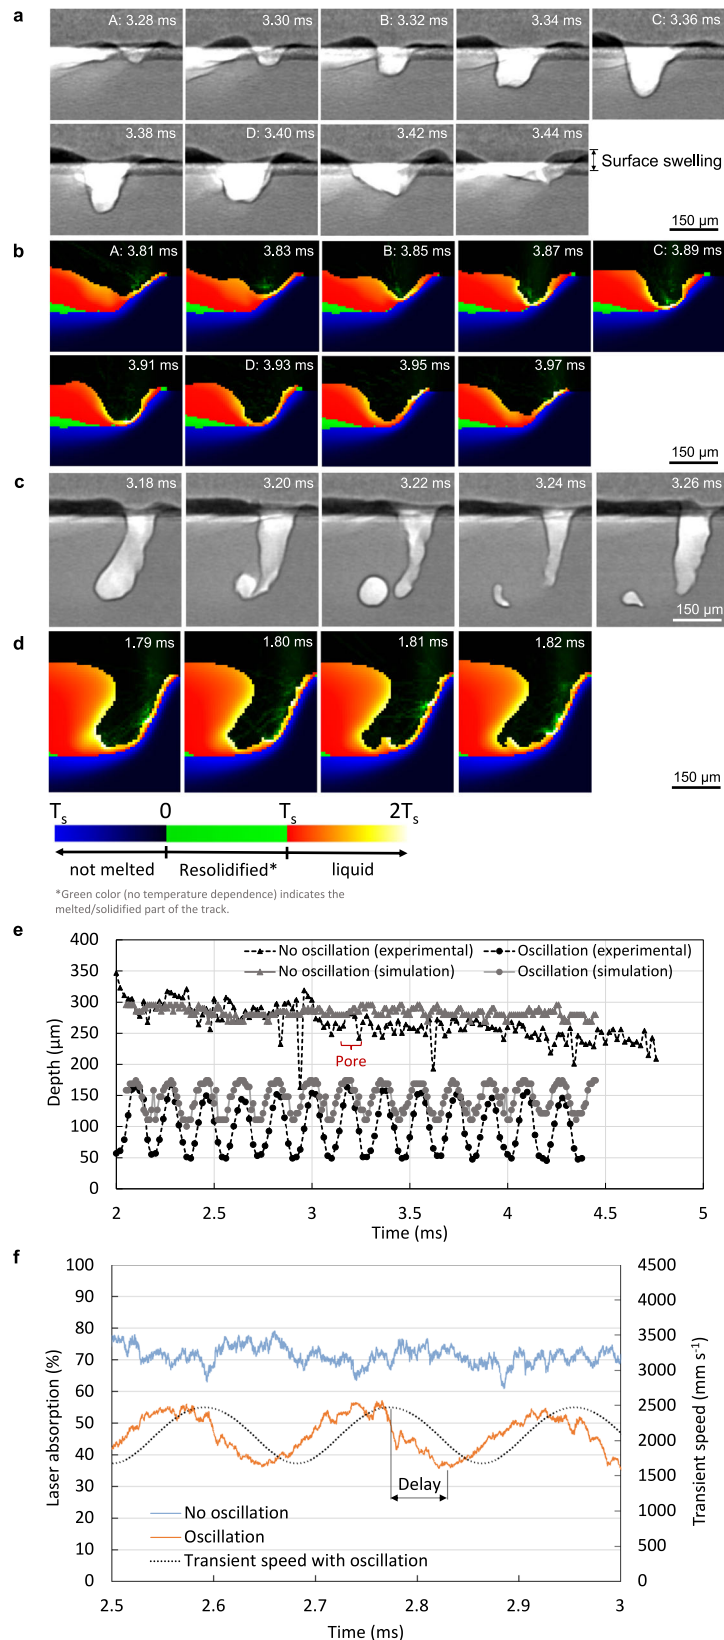 a
A: 3.28 ms
3.30 ms
B: 3.32 ms
3.34 ms
C: 3.36 ms
3.38 ms
D: 3.40 ms
3.42 ms
3.44 ms
Surface swelling
150 µm
b
A: 3.81 ms
3.83 ms
B: 3.85 ms
3.87 ms
C: 3.89 ms
3.91 ms
D: 3.93 ms
3.95 ms
3.97 ms
150 µm
c
3.18 ms
3.20 ms
3.22 ms
3.24 ms
3.26 ms
150 µm
d
1.79 ms
1.80 ms
1.81 ms
1.82 ms
150 µm
Ts 0 Ts 2Ts
not melted Resolidified* liquid
*Green color (no temperature dependence) indicates the
melted/solidified part of the track.
e
400
350
300
250
200
150
100
50
0
Depth (µm)
No oscillation (experimental) Oscillation (experimental)
No oscillation (simulation) Oscillation (simulation)
Pore
2 2.5 3 3.5 4 4.5 5
Time (ms)
f
100
90
80
70
60
50
40
30
20
10
0
Laser absorption (%)
4500
4000
3500
3000
2500
2000
1500
1000
500
0
Transient speed (mm s⁻¹)
Delay
No oscillation
Oscillation
Transient speed with oscillation
2.5 2.6 2.7 2.8 2.9 3
Time (ms)